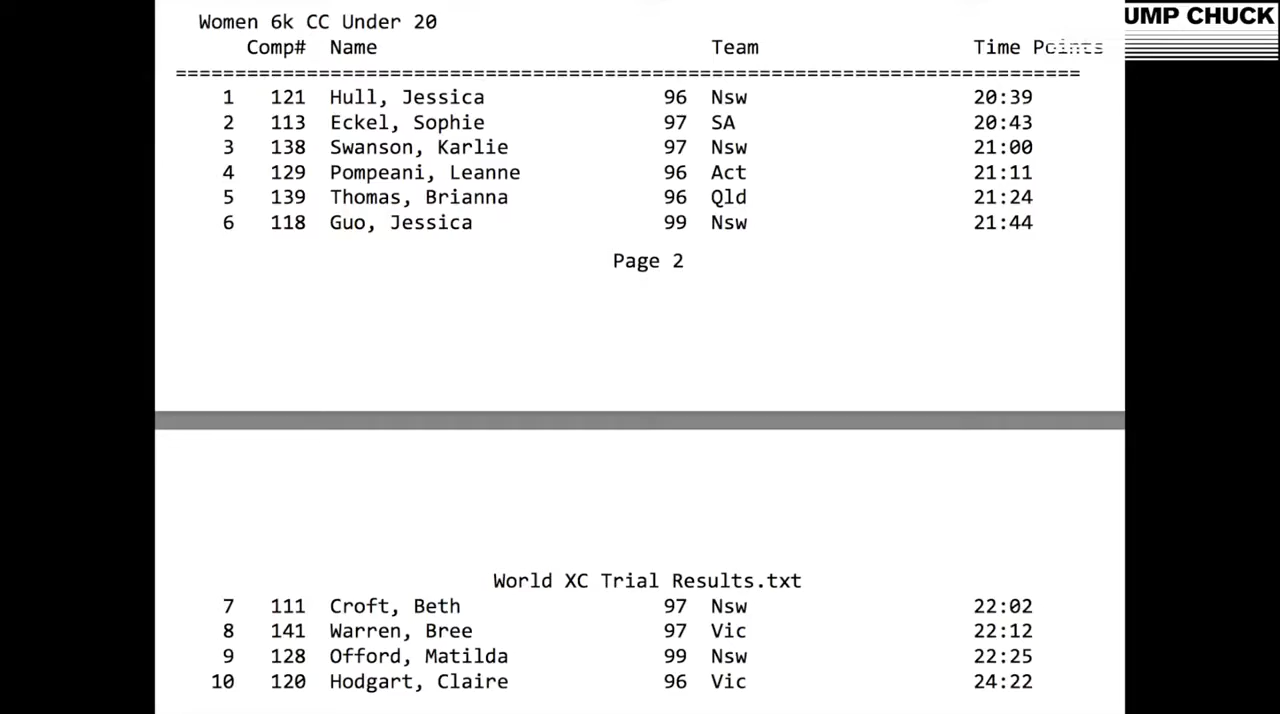 UMP CHUCK
Women 6k CC Under 20
Comp# Name Team Time Points
================================================================================
1 121 Hull, Jessica 96 Nsw 20:39
2 113 Eckel, Sophie 97 SA 20:43
3 138 Swanson, Karlie 97 Nsw 21:00
4 129 Pompeani, Leanne 96 Act 21:11
5 139 Thomas, Brianna 96 Qld 21:24
6 118 Guo, Jessica 99 Nsw 21:44
Page 2
World XC Trial Results.txt
7 111 Croft, Beth 97 Nsw 22:02
8 141 Warren, Bree 97 Vic 22:12
9 128 Offord, Matilda 99 Nsw 22:25
10 120 Hodgart, Claire 96 Vic 24:22